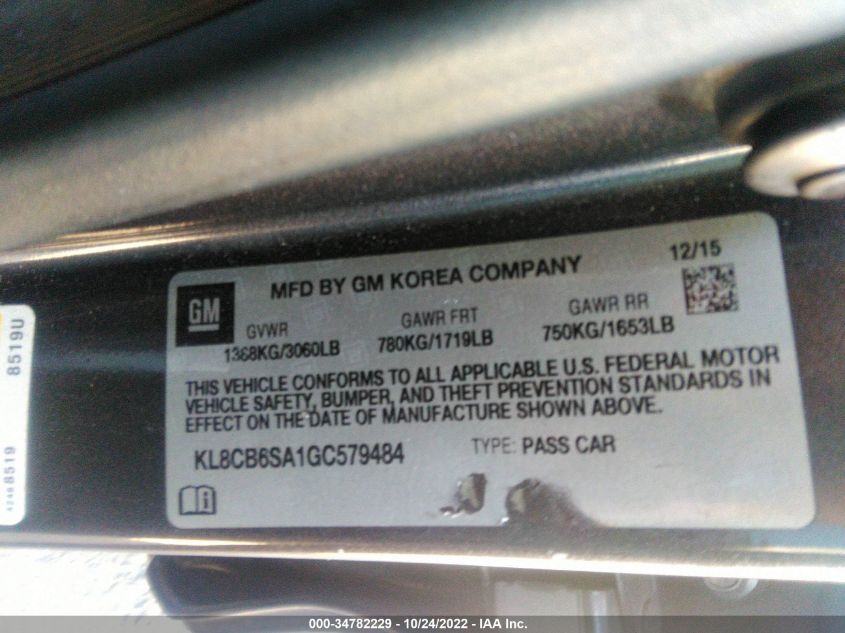 MFD BY GM KOREA COMPANY
12/15
GM
GVWR
GAWR FRT
GAWR RR
1388KG/3060LB
780KG/1719LB
750KG/1653LB
THIS VEHICLE CONFORMS TO ALL APPLICABLE U.S. FEDERAL MOTOR
VEHICLE SAFETY, BUMPER, AND THEFT PREVENTION STANDARDS IN
EFFECT ON THE DATE OF MANUFACTURE SHOWN ABOVE.
KL8CB6SA1GC579484
TYPE: PASS CAR
8519U
42468519
000-34782229 - 10/24/2022 - IAA Inc.